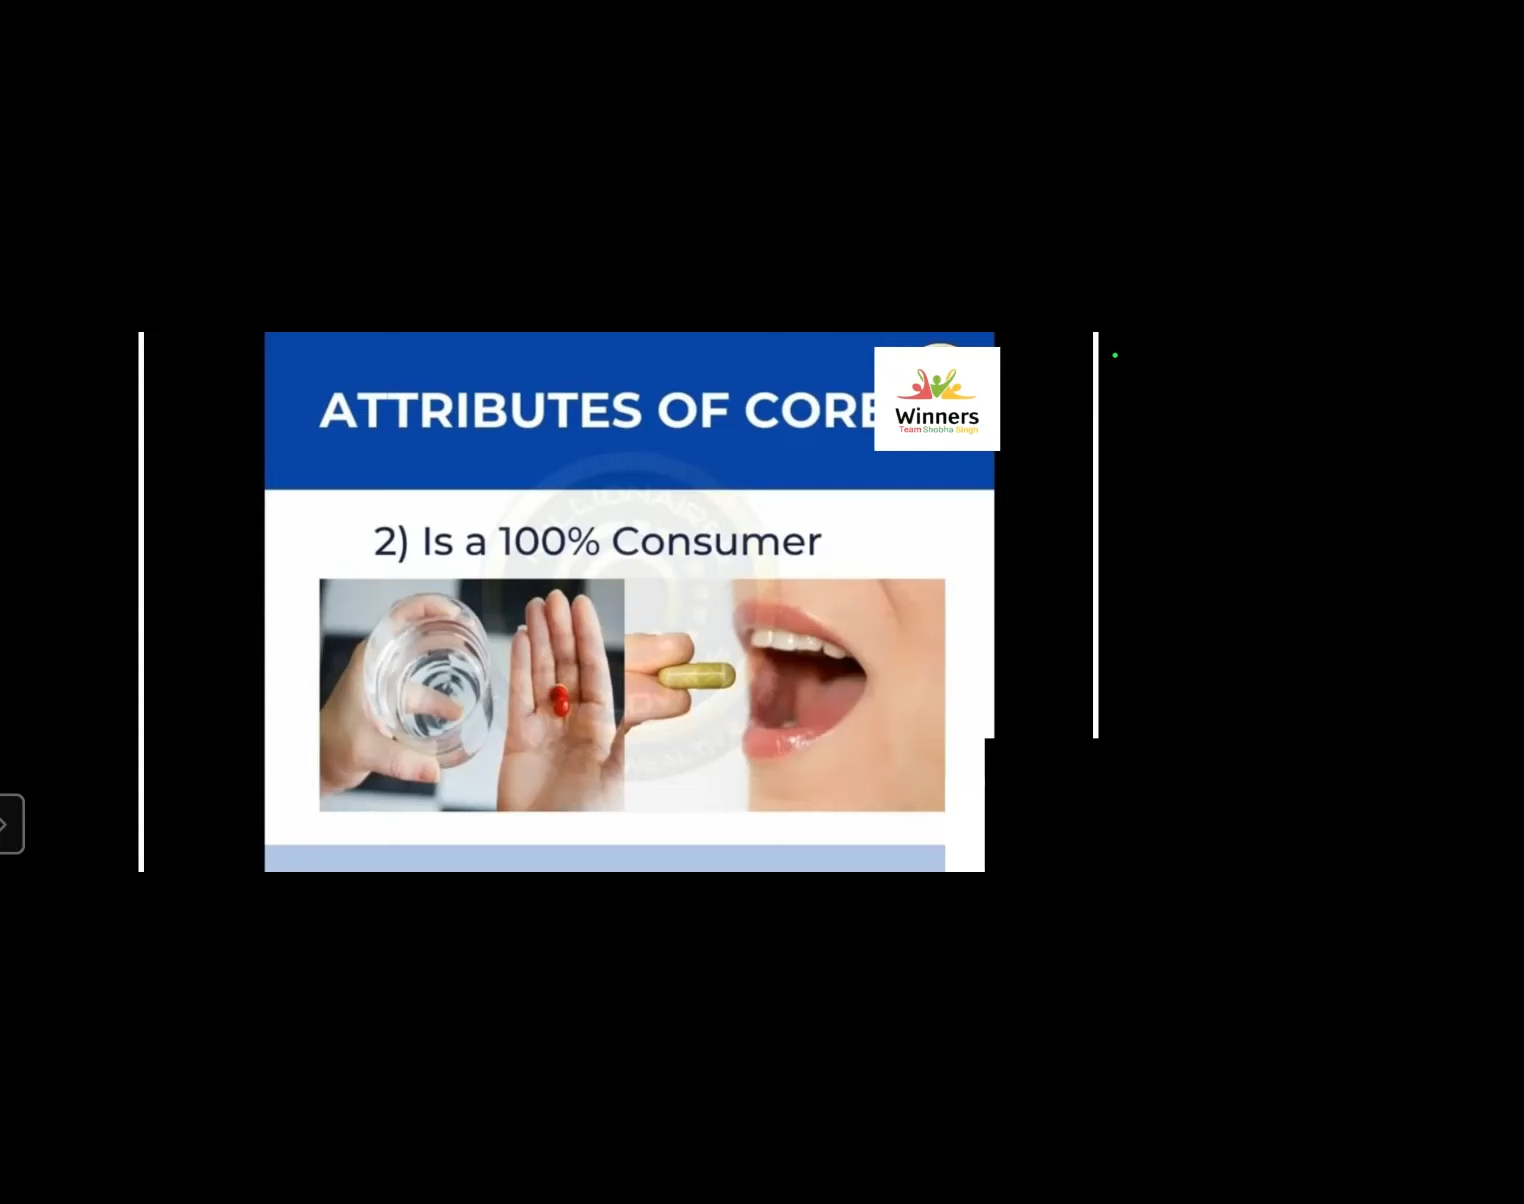 ATTRIBUTES OF CORE
Winners
Team Shobha Singh
2) Is a 100% Consumer